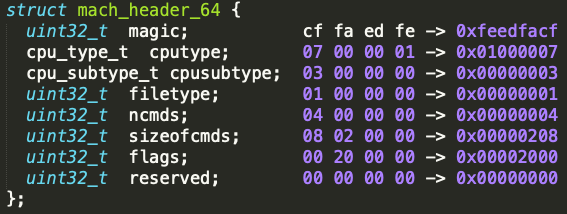 struct mach_header_64 {
  uint32_t  magic;           cf fa ed fe -> 0xfeedfacf
  cpu_type_t  cputype;       07 00 00 01 -> 0x01000007
  cpu_subtype_t cpusubtype;  03 00 00 00 -> 0x00000003
  uint32_t  filetype;        01 00 00 00 -> 0x00000001
  uint32_t  ncmds;           04 00 00 00 -> 0x00000004
  uint32_t  sizeofcmds;      08 02 00 00 -> 0x00000208
  uint32_t  flags;           00 20 00 00 -> 0x00002000
  uint32_t  reserved;        00 00 00 00 -> 0x00000000
};